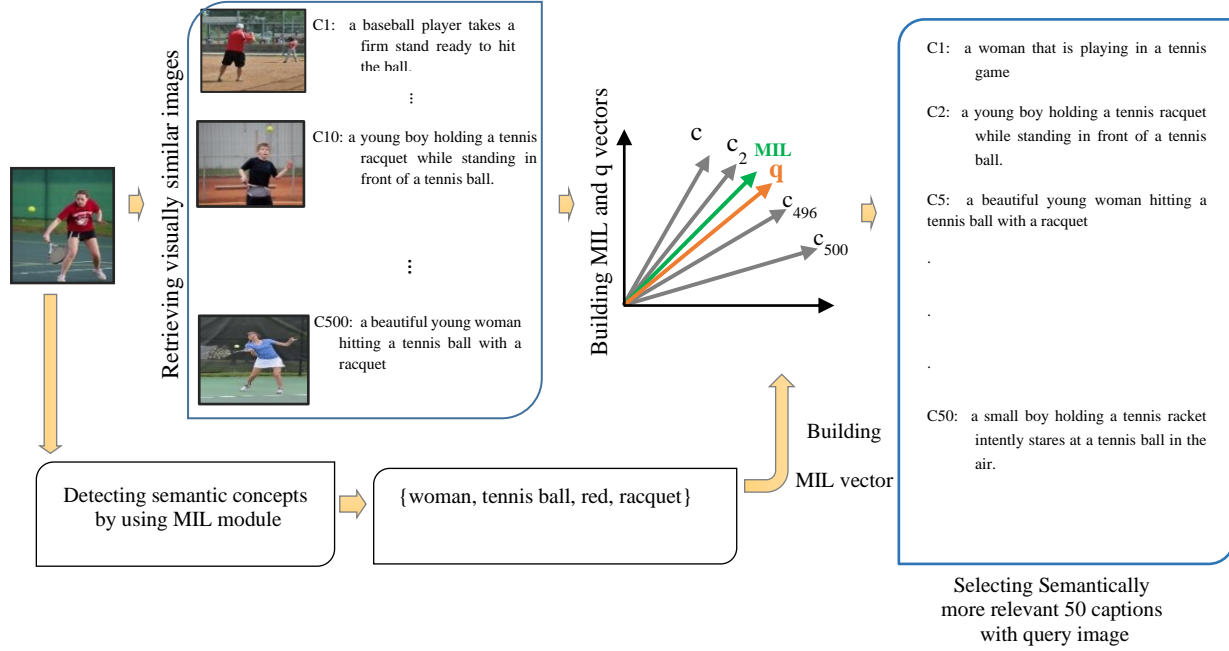 Retrieving visually similar images
C1: a baseball player takes a
firm stand ready to hit
the ball.
...
C10: a young boy holding a tennis
racquet while standing in
front of a tennis ball.
...
C500: a beautiful young woman
hitting a tennis ball with a
racquet
Building MIL and q vectors
c
c2
MIL
q
c496
c500
Building
MIL vector
Detecting semantic concepts
by using MIL module
{woman, tennis ball, red, racquet}
C1: a woman that is playing in a tennis
game
C2: a young boy holding a tennis racquet
while standing in front of a tennis
ball.
C5: a beautiful young woman hitting a
tennis ball with a racquet
.
.
.
C50: a small boy holding a tennis racket
intently stares at a tennis ball in the
air.
Selecting Semantically
more relevant 50 captions
with query image